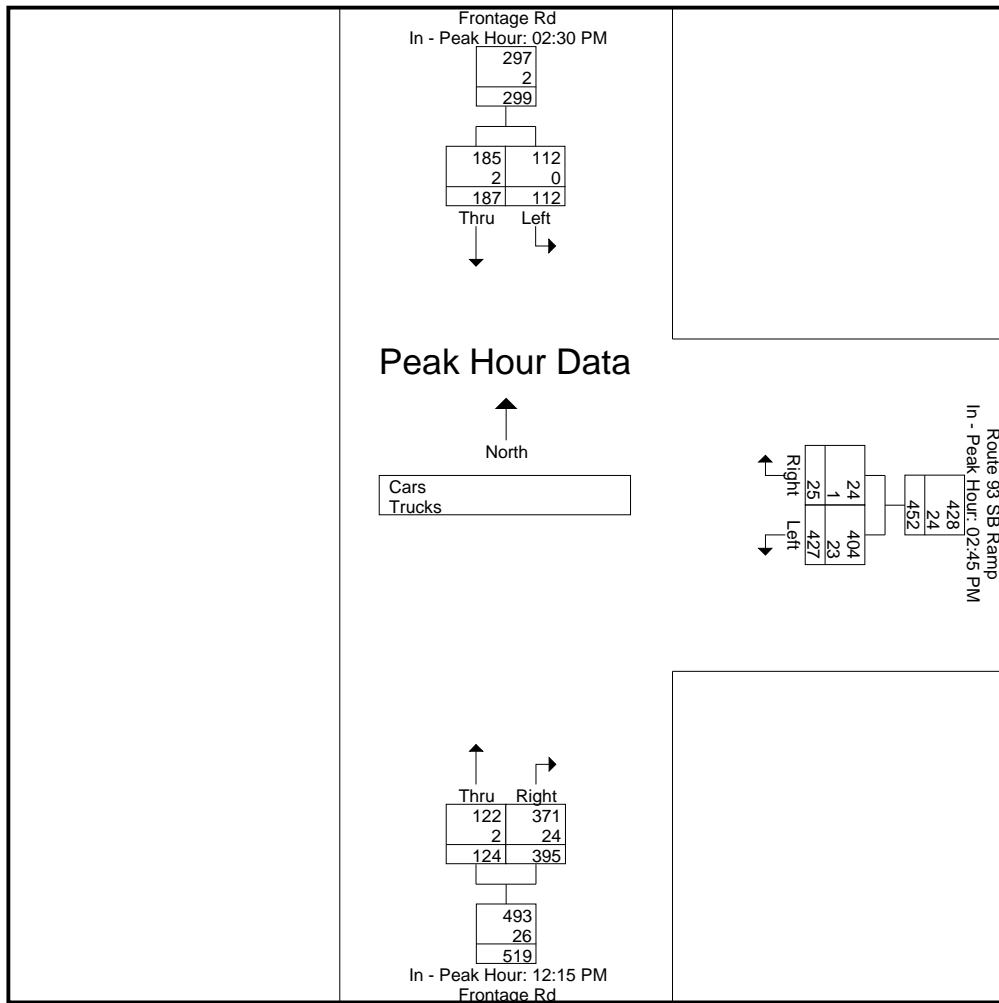 Frontage Rd
In - Peak Hour: 02:30 PM
297
2
299
185 112
2 0
187 112
Thru Left
Peak Hour Data
North
Cars
Trucks
Route 93 SB Ramp
In - Peak Hour: 02:45 PM
428
24
452
24 404
1 23
25 427
Right Left
Thru Right
122 371
2 24
124 395
493
26
519
In - Peak Hour: 12:15 PM
Frontage Rd